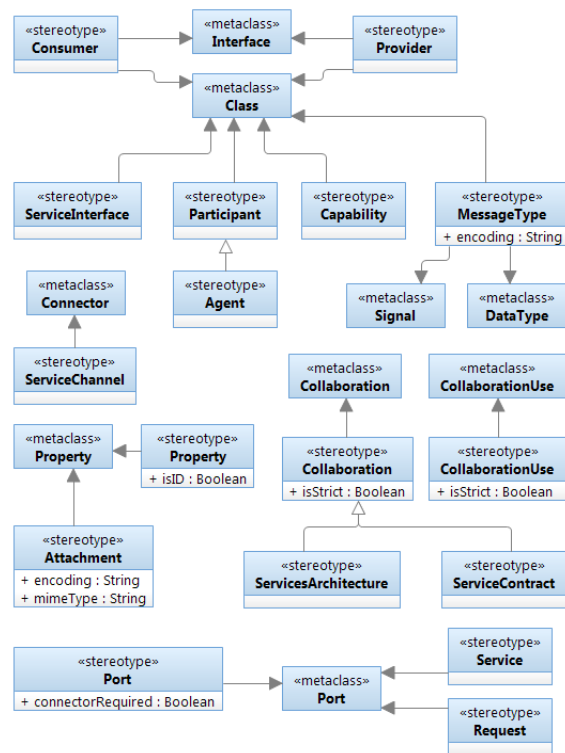 «stereotype»
Consumer
«metaclass»
Interface
«stereotype»
Provider
«metaclass»
Class
«stereotype»
ServiceInterface
«stereotype»
Participant
«stereotype»
Capability
«stereotype»
MessageType
+ encoding : String
«metaclass»
Connector
«stereotype»
Agent
«metaclass»
Signal
«metaclass»
DataType
«stereotype»
ServiceChannel
«metaclass»
Collaboration
«metaclass»
CollaborationUse
«metaclass»
Property
«stereotype»
Property
+ isID : Boolean
«stereotype»
Collaboration
+ isStrict : Boolean
«stereotype»
CollaborationUse
+ isStrict : Boolean
«stereotype»
Attachment
+ encoding : String
+ mimeType : String
«stereotype»
ServicesArchitecture
«stereotype»
ServiceContract
«stereotype»
Port
+ connectorRequired : Boolean
«metaclass»
Port
«stereotype»
Service
«stereotype»
Request